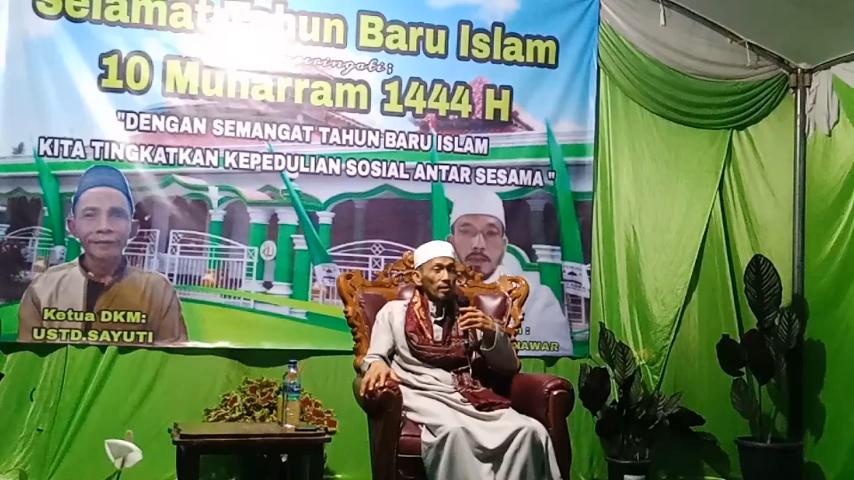 Selamat Tahun Baru Islam
10 Muharram 1444 H
"DENGAN SEMANGAT TAHUN BARU ISLAM
KITA TINGKATKAN KEPEDULIAN SOSIAL ANTAR SESAMA"
Ketua DKM:
USTD.SAYUTI
NAWAR